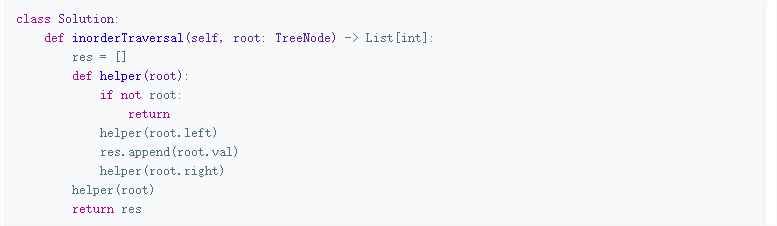 class Solution:
    def inorderTraversal(self, root: TreeNode) -> List[int]:
        res = []
        def helper(root):
            if not root:
                return
            helper(root.left)
            res.append(root.val)
            helper(root.right)
        helper(root)
        return res